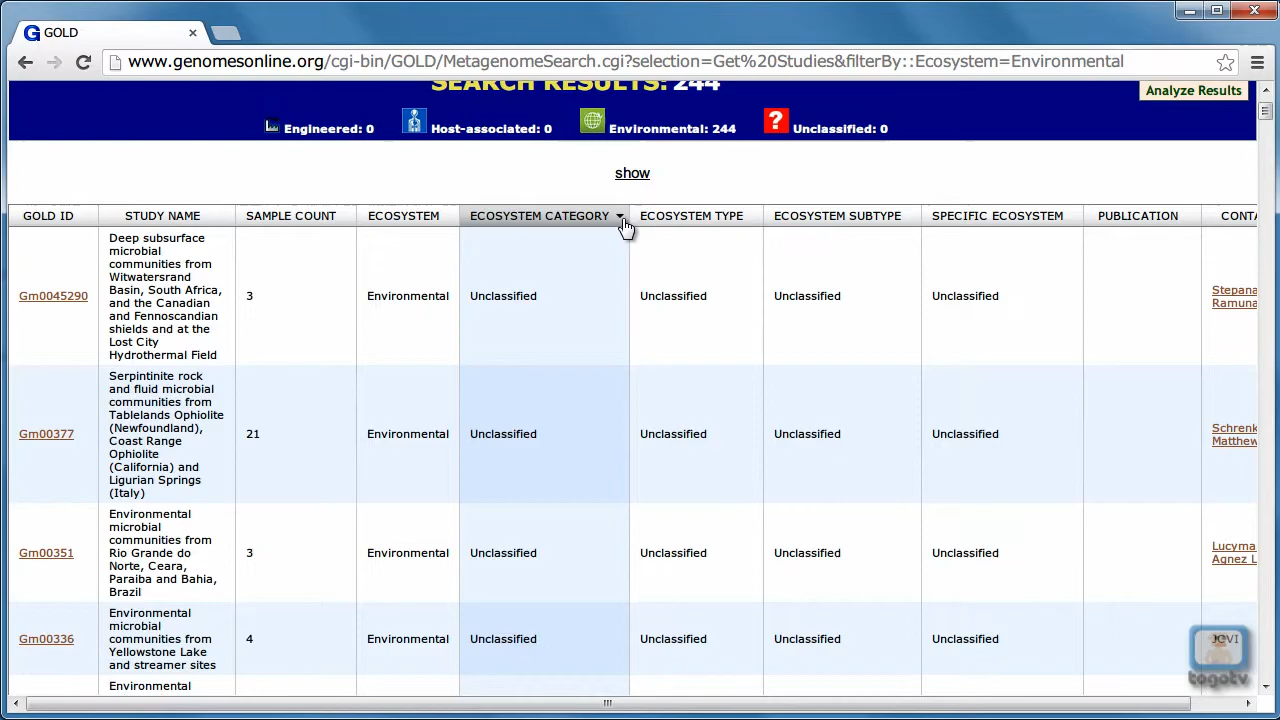 GOLD
www.genomesonline.org/cgi-bin/GOLD/MetagenomeSearch.cgi?selection=Get%20Studies&filterBy::Ecosystem=Environmental
SEARCH RESULTS: 244
Analyze Results
Engineered: 0
Host-associated: 0
Environmental: 244
? Unclassified: 0
show
GOLD ID STUDY NAME SAMPLE COUNT ECOSYSTEM ECOSYSTEM CATEGORY ECOSYSTEM TYPE ECOSYSTEM SUBTYPE SPECIFIC ECOSYSTEM PUBLICATION CONTA
Gm0045290
Deep subsurface
microbial
communities from
Witwatersrand
Basin, South Africa,
and the Canadian
and Fennoscandian
shields and at the
Lost City
Hydrothermal Field
3 Environmental Unclassified Unclassified Unclassified Unclassified
Stepana
Ramuna
Gm00377
Serpintinite rock
and fluid microbial
communities from
Tablelands Ophiolite
(Newfoundland),
Coast Range
Ophiolite
(California) and
Ligurian Springs
(Italy)
21 Environmental Unclassified Unclassified Unclassified Unclassified
Schrenk
Matthew
Gm00351
Environmental
microbial
communities from
Rio Grande do
Norte, Ceara,
Paraiba and Bahia,
Brazil
3 Environmental Unclassified Unclassified Unclassified Unclassified
Lucyma
Agnez L
Gm00336
Environmental
microbial
communities from
Yellowstone Lake
and streamer sites
4 Environmental Unclassified Unclassified Unclassified Unclassified
Environmental
togotv